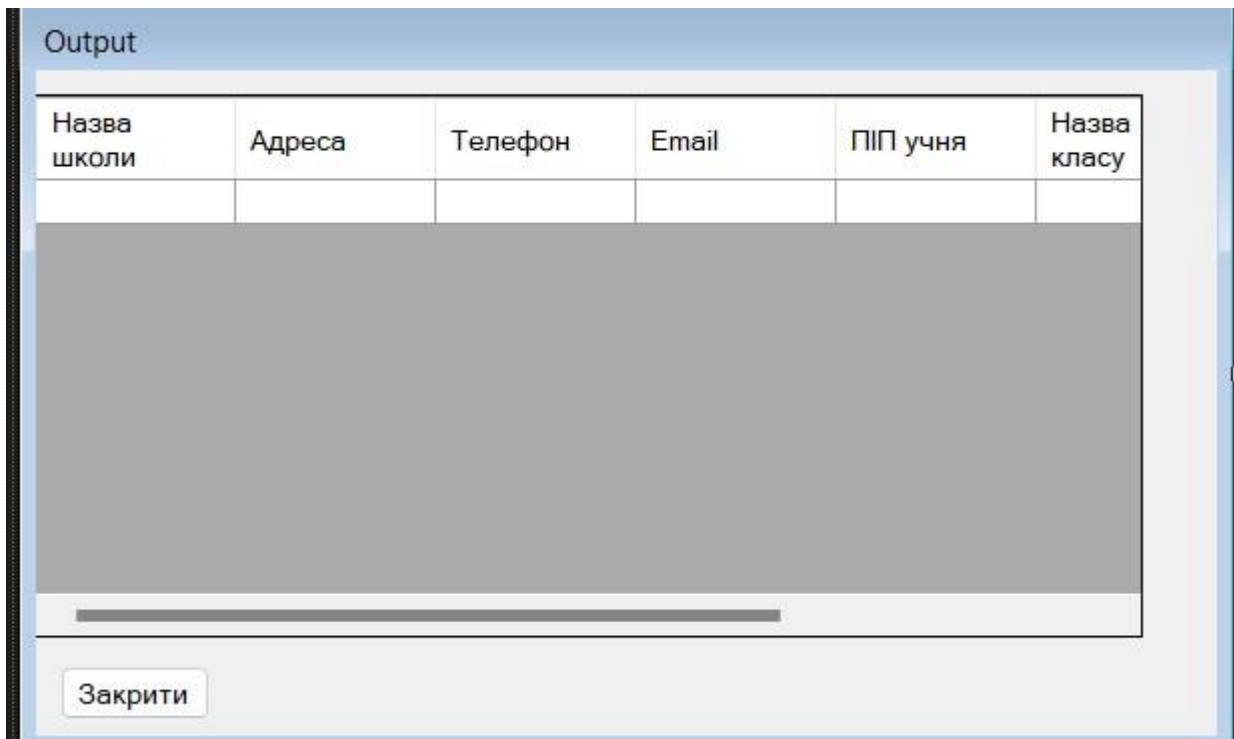 Output
Назва
школи
Адреса
Телефон
Email
ПІП учня
Назва
класу
Закрити